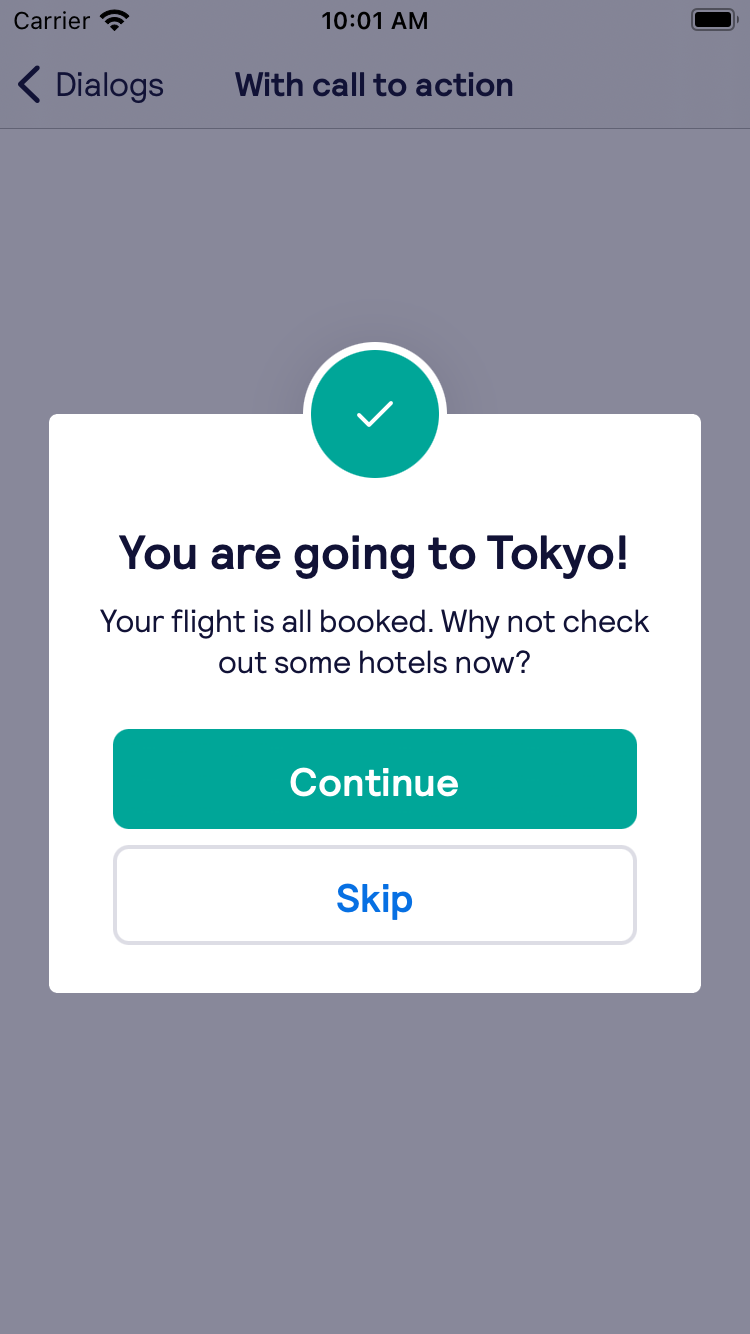 Carrier 10:01 AM
Dialogs With call to action
You are going to Tokyo!
Your flight is all booked. Why not check
out some hotels now?
Continue
Skip